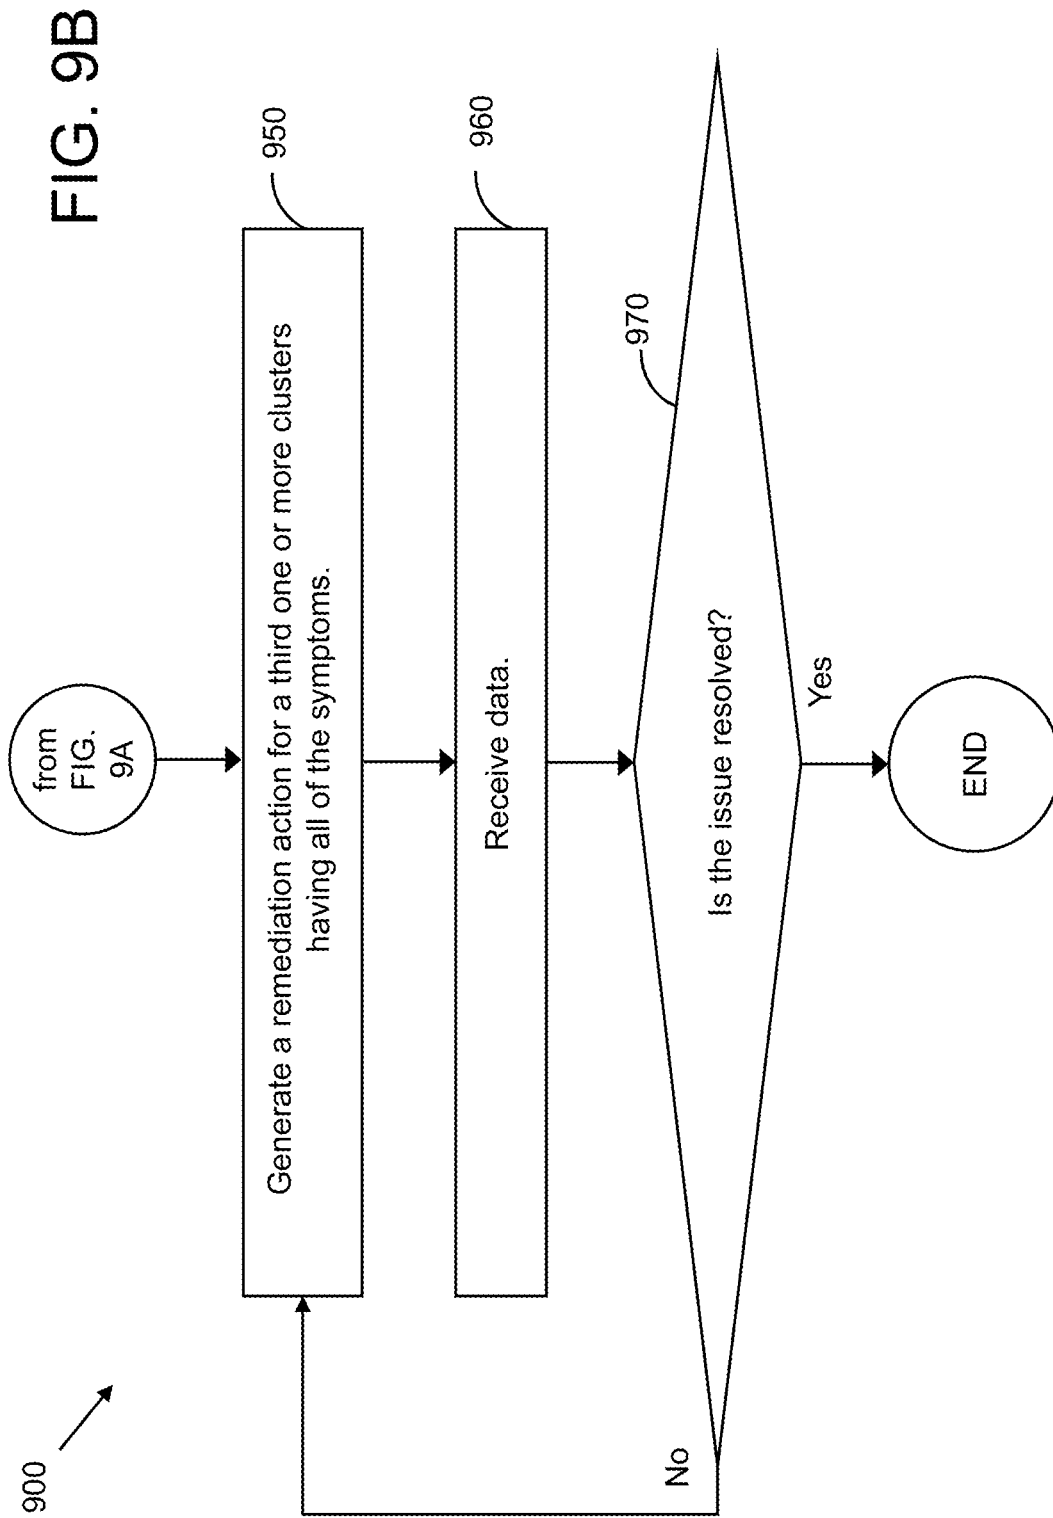 FIG. 9B
900
from
FIG.
9A
Generate a remediation action for a third one or more clusters
having all of the symptoms.
950
Receive data.
960
Is the issue resolved?
970
No
Yes
END